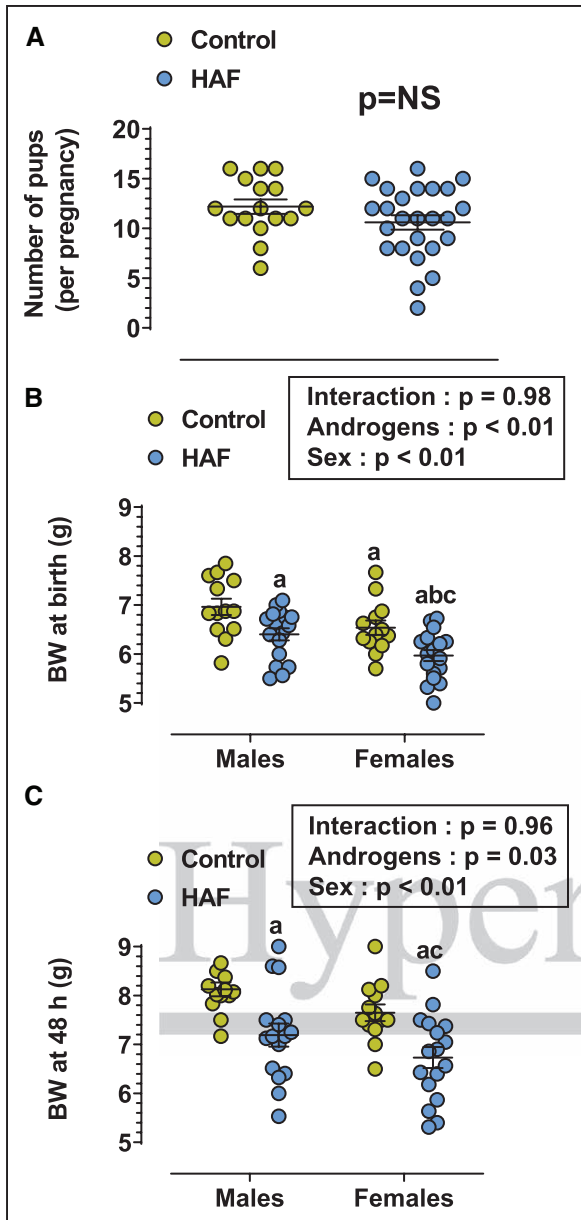 A
Control
HAF
p=NS
Number of pups
(per pregnancy)
20
15
10
5
0
B
Control
HAF
Interaction : p = 0.98
Androgens : p < 0.01
Sex : p < 0.01
BW at birth (g)
9
8
7
6
5
a
a
abc
Males
Females
C
Control
HAF
Interaction : p = 0.96
Androgens : p = 0.03
Sex : p < 0.01
Hyper
BW at 48 h (g)
9
8
7
6
5
a
ac
Males
Females